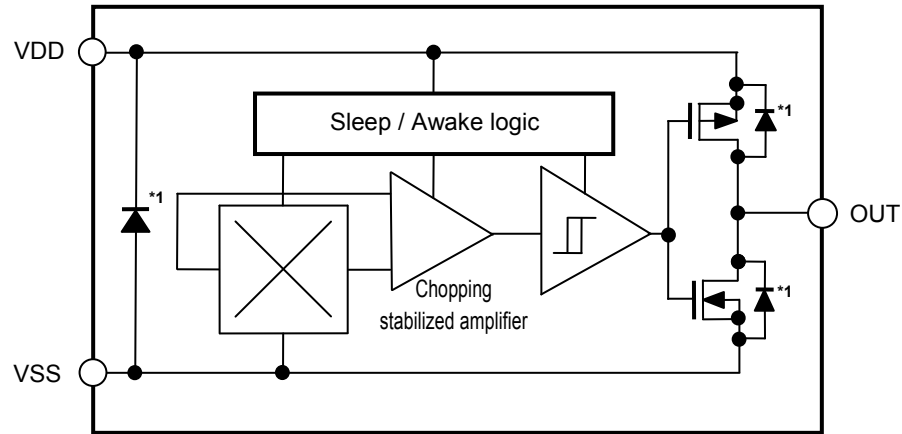 VDD
Sleep / Awake logic
*1
*1
OUT
*1
Chopping
stabilized amplifier
VSS